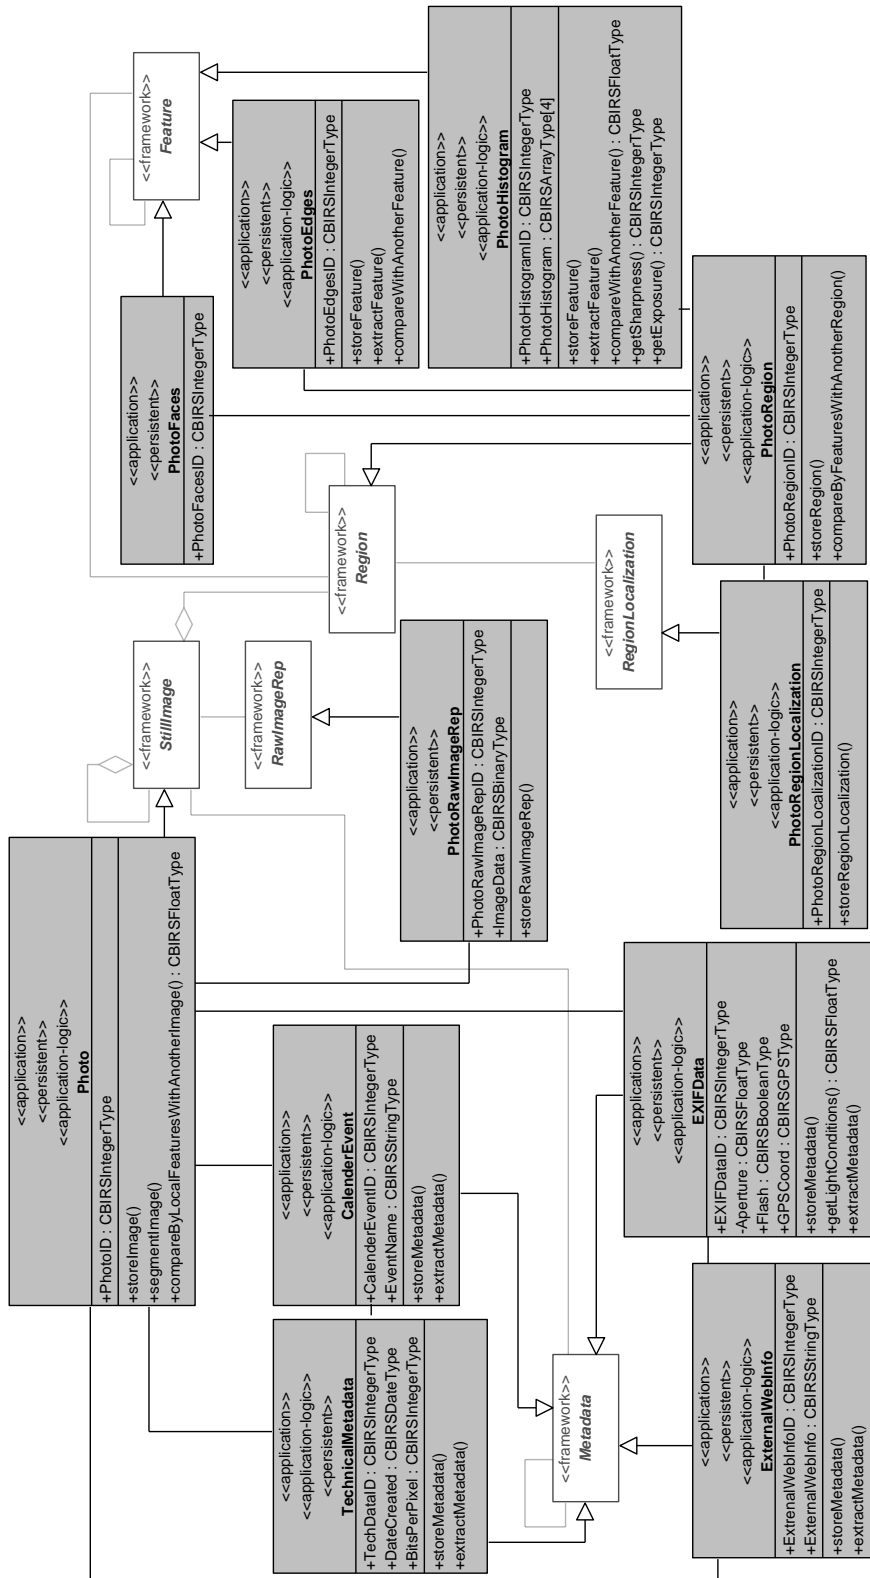 <<application>>
<<persistent>>
<<application-logic>>
Photo
+PhotoID : CBIRSIntegerType
+storeImage()
+segmentImage()
+compareByLocalFeaturesWithAnotherImage() : CBIRSFloatType
<<framework>>
StillImage
<<application>>
<<persistent>>
PhotoFaces
+PhotoFacesID : CBIRSIntegerType
<<framework>>
Feature
<<application>>
<<persistent>>
<<application-logic>>
PhotoEdges
+PhotoEdgesID : CBIRSIntegerType
+storeFeature()
+extractFeature()
+compareWithAnotherFeature()
<<application>>
<<application-logic>>
<<persistent>>
TechnicalMetadata
+TechDataID : CBIRSIntegerType
+DateCreated : CBIRSDateType
+BitsPerPixel : CBIRSIntegerType
+storeMetadata()
+extractMetadata()
<<application>>
<<persistent>>
<<application-logic>>
CalenderEvent
+CalenderEventID : CBIRSIntegerType
+EventName : CBIRSStringType
+storeMetadata()
+extractMetadata()
<<framework>>
RawImageRep
<<framework>>
Region
<<application>>
<<persistent>>
PhotoRawImageRep
+PhotoRawImageRepID : CBIRSIntegerType
+ImageData : CBIRSBinaryType
+storeRawImageRep()
<<application>>
<<persistent>>
<<application-logic>>
PhotoHistogram
+PhotoHistogramID : CBIRSIntegerType
+PhotoHistogram : CBIRSArrayType[4]
+storeFeature()
+extractFeature()
+compareWithAnotherFeature() : CBIRSFloatType
+getSharpness() : CBIRSIntegerType
+getExposure() : CBIRSIntegerType
<<framework>>
Metadata
<<application>>
<<persistent>>
<<application-logic>>
EXIFData
+EXIFDataID : CBIRSIntegerType
-Aperture : CBIRSFloatType
+Flash : CBIRSBooleanType
+GPSCoord : CBIRSGPSType
+storeMetadata()
+getLightConditions() : CBIRSFloatType
+extractMetadata()
<<framework>>
RegionLocalization
<<application>>
<<persistent>>
<<application-logic>>
ExternalWebInfo
+ExtrenalWebInfoID : CBIRSIntegerType
+ExternalWebInfo : CBIRSStringType
+storeMetadata()
+extractMetadata()
<<application>>
<<persistent>>
<<application-logic>>
PhotoRegionLocalization
+PhotoRegionLocalizationID : CBIRSIntegerType
+storeRegionLocalization()
<<application>>
<<persistent>>
<<application-logic>>
PhotoRegion
+PhotoRegionID : CBIRSIntegerType
+storeRegion()
+compareByFeaturesWithAnotherRegion()